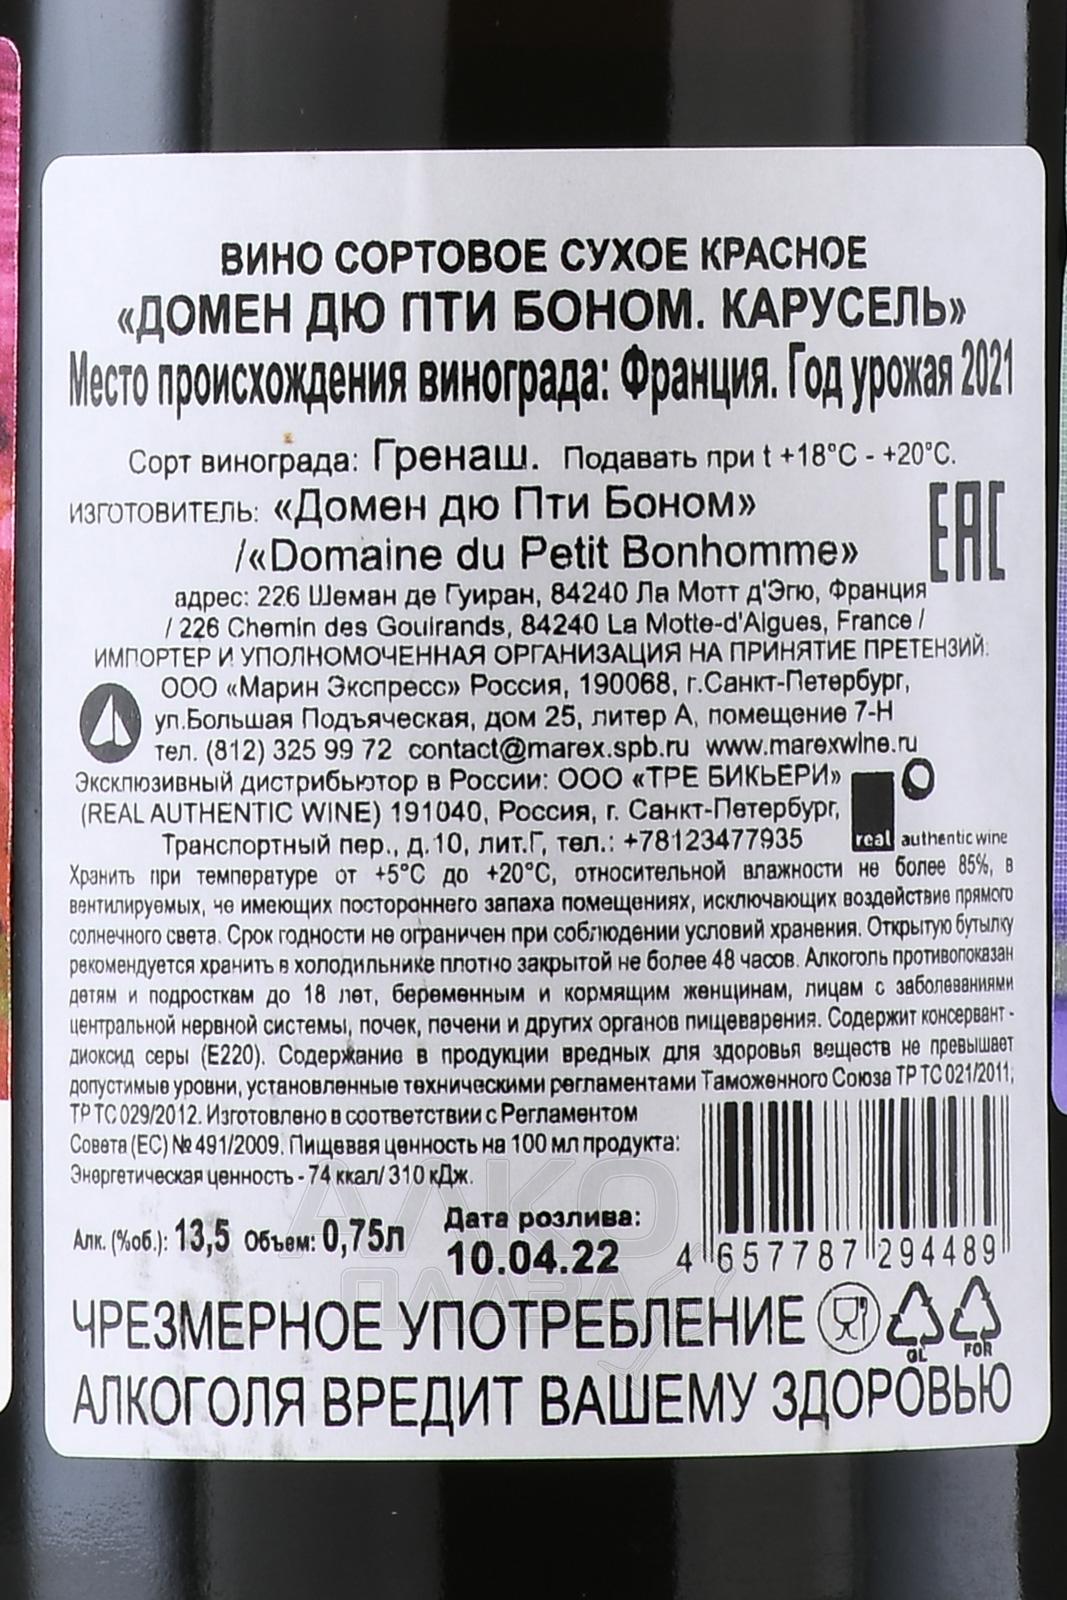 ВИНО СОРТОВОЕ СУХОЕ КРАСНОЕ
«ДОМЕН ДЮ ПТИ БОНОМ. КАРУСЕЛЬ»
Место происхождения винограда: Франция. Год урожая 2021
Сорт винограда: Гренаш. Подавать при t +18°C - +20°C.
ИЗГОТОВИТЕЛЬ: «Домен дю Пти Боном»
/«Domaine du Petit Bonhomme»
EAC
адрес: 226 Шеман де Гуиран, 84240 Ла Мотт д'Эгю, Франция
/ 226 Chemin des Gouirands, 84240 La Motte-d'Aigues, France /
ИМПОРТЕР И УПОЛНОМОЧЕННАЯ ОРГАНИЗАЦИЯ НА ПРИНЯТИЕ ПРЕТЕНЗИЙ:
ООО «Марин Экспресс» Россия, 190068, г.Санкт-Петербург,
ул.Большая Подъяческая, дом 25, литер А, помещение 7-Н
тел. (812) 325 99 72 contact@marex.spb.ru www.marexwine.ru
Эксклюзивный дистрибьютор в России: ООО «ТРЕ БИКЬЕРИ»
(REAL AUTHENTIC WINE) 191040, Россия, г. Санкт-Петербург,
Транспортный пер., д.10, лит.Г, тел.: +78123477935
real authentic wine
Хранить при температуре от +5°C до +20°C, относительной влажности не более 85%, в
вентилируемых, не имеющих постороннего запаха помещениях, исключающих воздействие прямого
солнечного света. Срок годности не ограничен при соблюдении условий хранения. Открытую бутылку
рекомендуется хранить в холодильнике плотно закрытой не более 48 часов. Алкоголь противопоказан
детям и подросткам до 18 лет, беременным и кормящим женщинам, лицам с заболеваниями
центральной нервной системы, почек, печени и других органов пищеварения. Содержит консервант -
диоксид серы (Е220). Содержание в продукции вредных для здоровья веществ не превышает
допустимые уровни, установленные техническими регламентами Таможенного Союза ТР ТС 021/2011,
ТР ТС 029/2012. Изготовлено в соответствии с Регламентом
Совета (ЕС) № 491/2009. Пищевая ценность на 100 мл продукта:
Энергетическая ценность - 74 ккал/ 310 кДж.
Алк. (%об.): 13,5 Объем: 0,75л
Дата розлива:
10.04.22
4 657787 294489
ЧРЕЗМЕРНОЕ УПОТРЕБЛЕНИЕ
GL FOR
АЛКОГОЛЯ ВРЕДИТ ВАШЕМУ ЗДОРОВЬЮ
АЛКО
ПЛАЗА